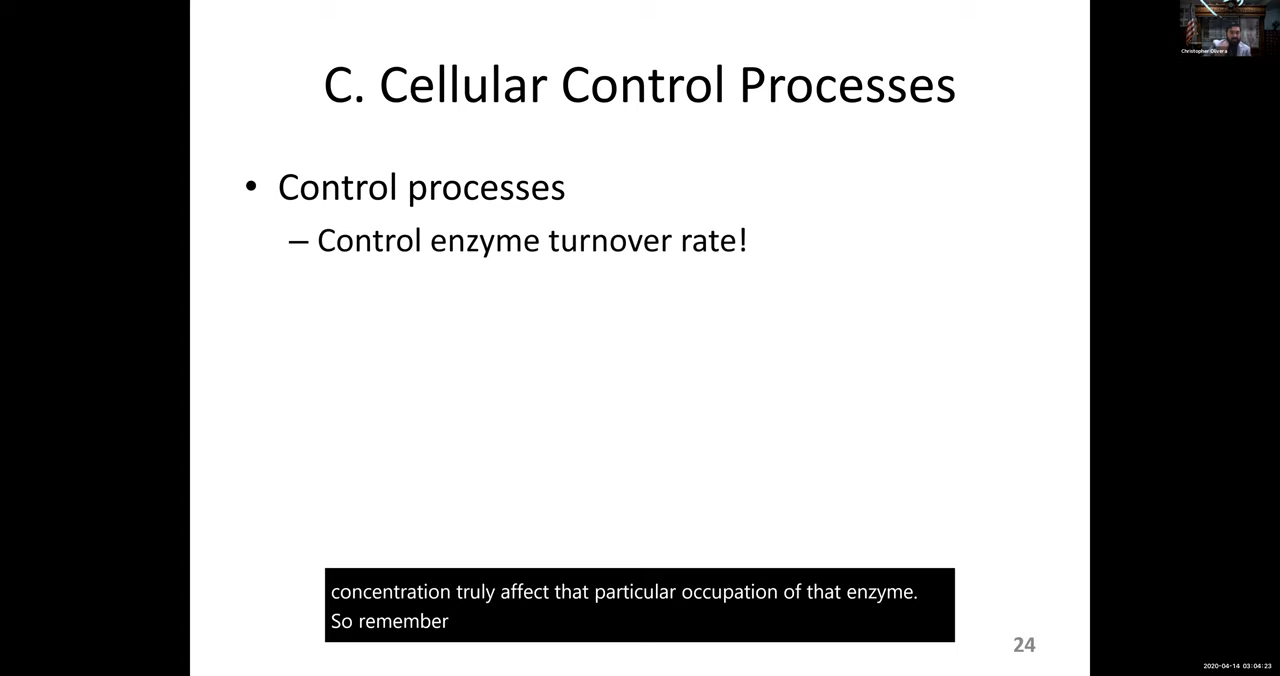 C. Cellular Control Processes
Christopher Olivera
• Control processes
– Control enzyme turnover rate!
concentration truly affect that particular occupation of that enzyme.
So remember
24
2020-04-14 03:04:23